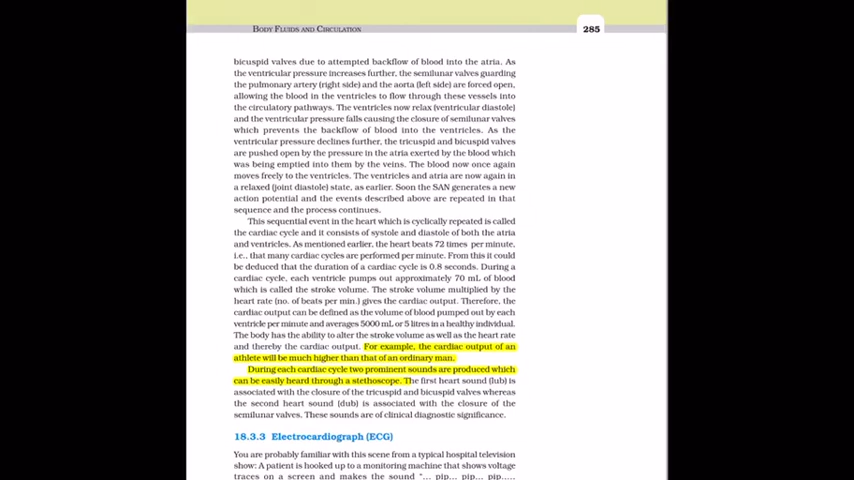 BODY FLUIDS AND CIRCULATION
285
bicuspid valves due to attempted backflow of blood into the atria. As
the ventricular pressure increases further, the semilunar valves guarding
the pulmonary artery (right side) and the aorta (left side) are forced open,
allowing the blood in the ventricles to flow through these vessels into
the circulatory pathways. The ventricles now relax (ventricular diastole)
and the ventricular pressure falls causing the closure of semilunar valves
which prevents the backflow of blood into the ventricles. As the
ventricular pressure declines further, the tricuspid and bicuspid valves
are pushed open by the pressure in the atria exerted by the blood which
was being emptied into them by the veins. The blood now once again
moves freely to the ventricles. The ventricles and atria are now again in
a relaxed (joint diastole) state, as earlier. Soon the SAN generates a new
action potential and the events described above are repeated in that
sequence and the process continues.
This sequential event in the heart which is cyclically repeated is called
the cardiac cycle and it consists of systole and diastole of both the atria
and ventricles. As mentioned earlier, the heart beats 72 times per minute,
i.e., that many cardiac cycles are performed per minute. From this it could
be deduced that the duration of a cardiac cycle is 0.8 seconds. During a
cardiac cycle, each ventricle pumps out approximately 70 mL of blood
which is called the stroke volume. The stroke volume multiplied by the
heart rate (no. of beats per min.) gives the cardiac output. Therefore, the
cardiac output can be defined as the volume of blood pumped out by each
ventricle per minute and averages 5000 mL or 5 litres in a healthy individual.
The body has the ability to alter the stroke volume as well as the heart rate
and thereby the cardiac output. For example, the cardiac output of an
athlete will be much higher than that of an ordinary man.
During each cardiac cycle two prominent sounds are produced which
can be easily heard through a stethoscope. The first heart sound (lub) is
associated with the closure of the tricuspid and bicuspid valves whereas
the second heart sound (dub) is associated with the closure of the
semilunar valves. These sounds are of clinical diagnostic significance.
18.3.3 Electrocardiograph (ECG)
You are probably familiar with this scene from a typical hospital television
show: A patient is hooked up to a monitoring machine that shows voltage
traces on a screen and makes the sound "... pip... pip... pip.....